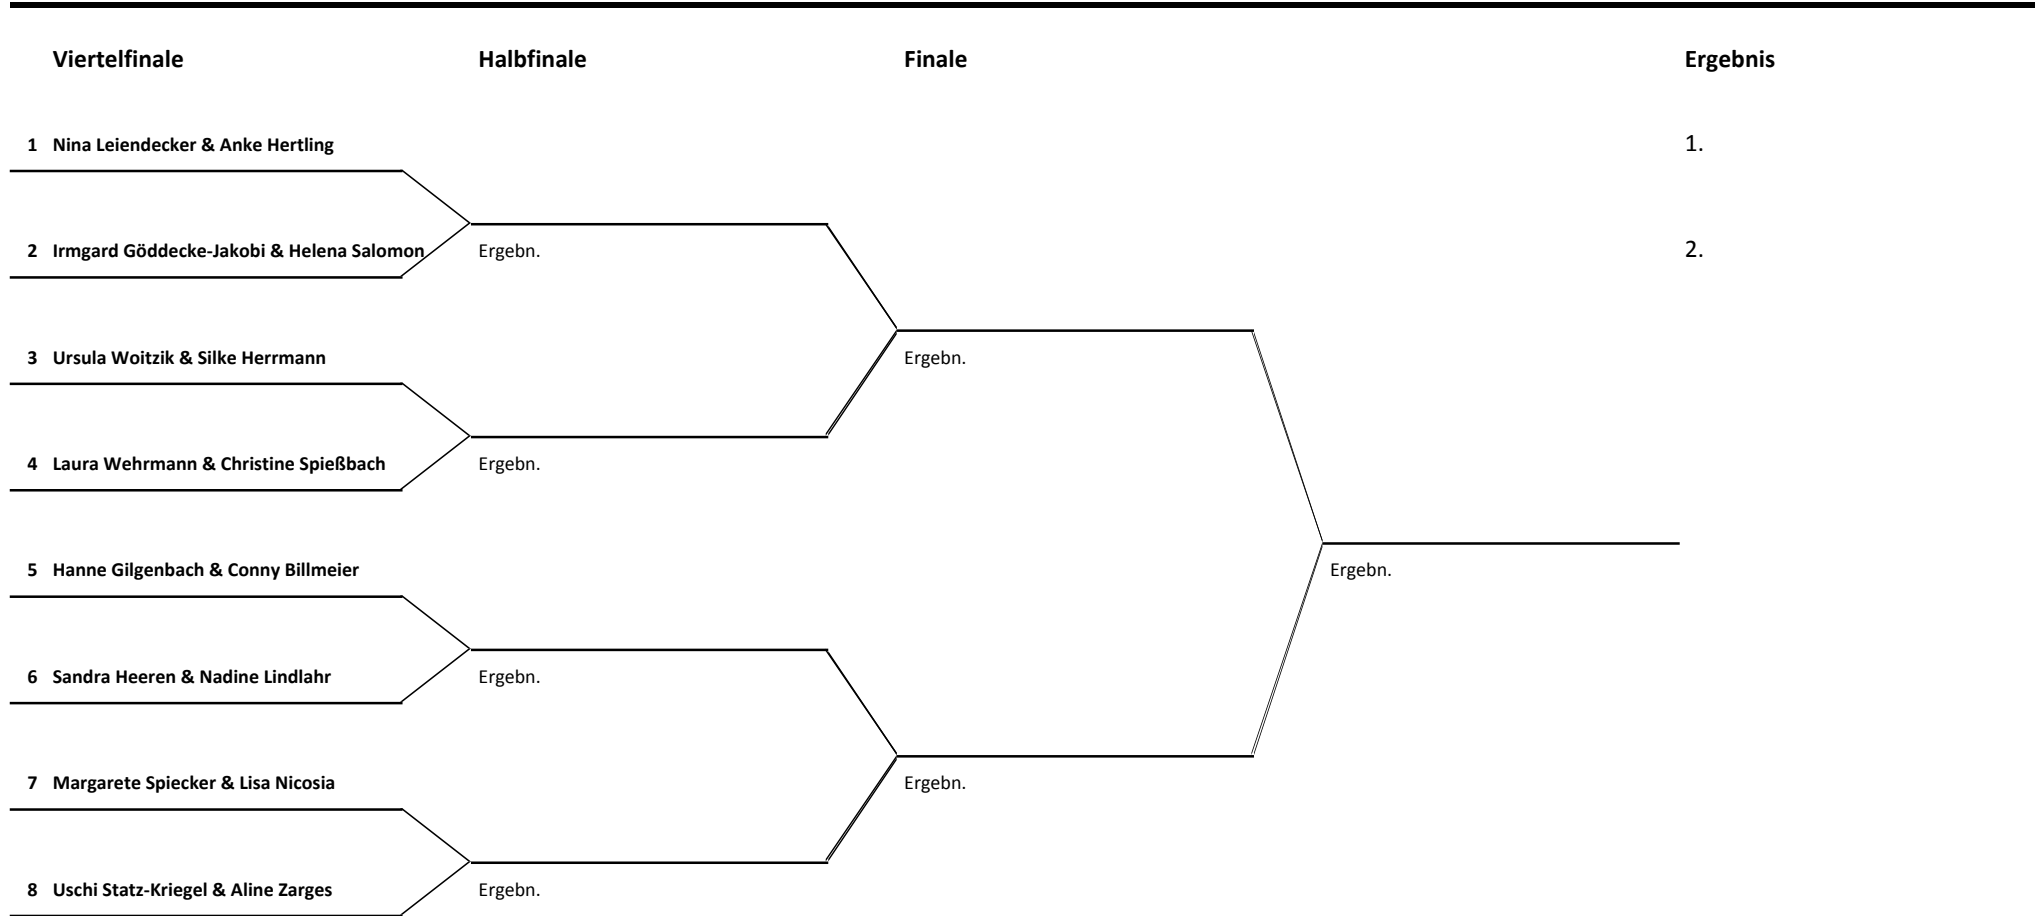 Viertelfinale Halbfinale Finale Ergebnis
1 Nina Leiendecker & Anke Hertling 1.
2 Irmgard Göddecke-Jakobi & Helena Salomon Ergebn. 2.
3 Ursula Woitzik & Silke Herrmann Ergebn.
4 Laura Wehrmann & Christine Spießbach Ergebn.
5 Hanne Gilgenbach & Conny Billmeier Ergebn.
6 Sandra Heeren & Nadine Lindlahr Ergebn.
7 Margarete Spiecker & Lisa Nicosia Ergebn.
8 Uschi Statz-Kriegel & Aline Zarges Ergebn.